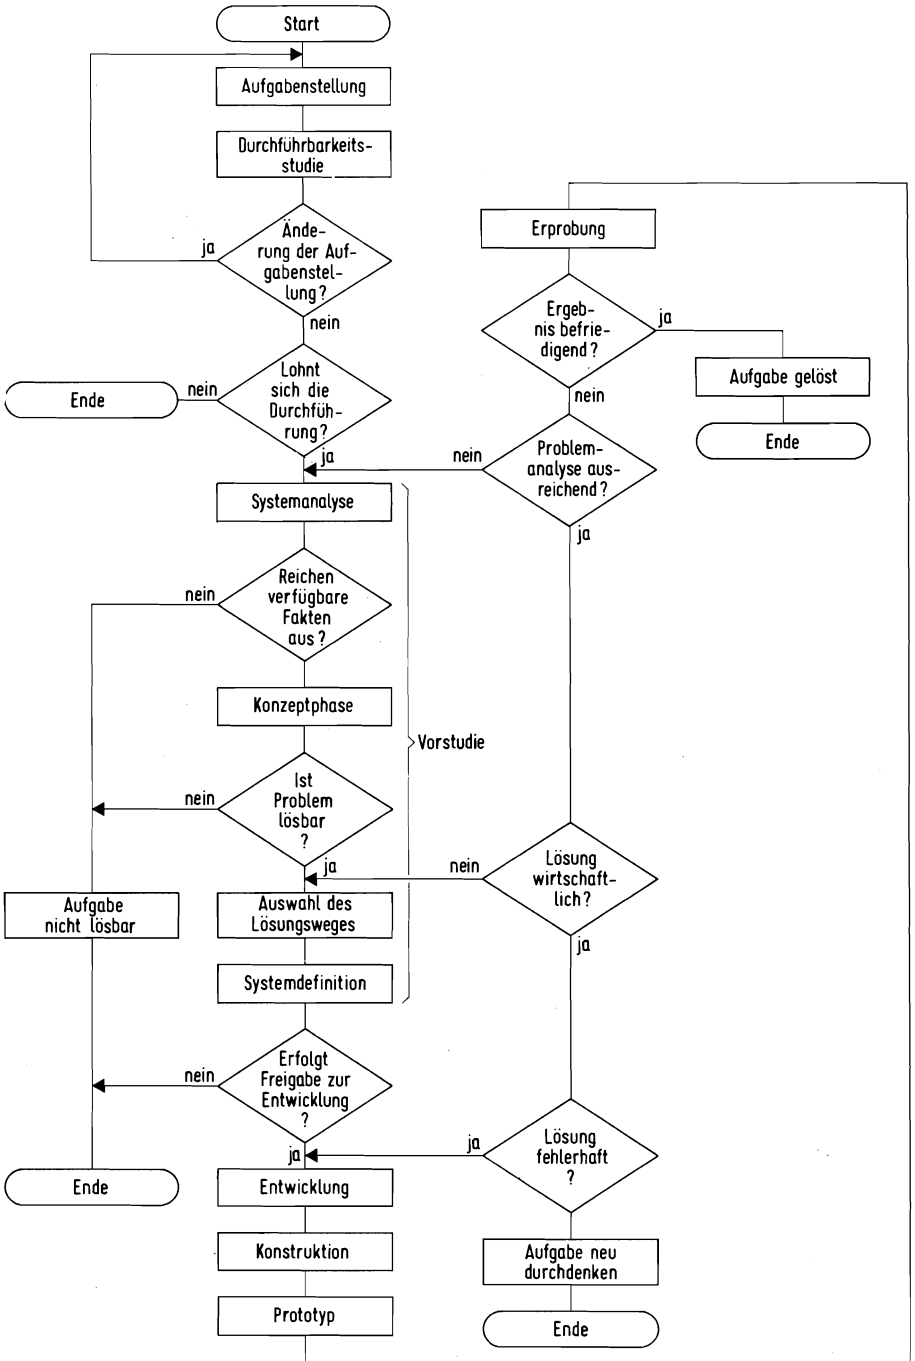 Start
Aufgabenstellung
Durchführbarkeits-
studie
Ände-
rung der Auf-
gabenstel-
lung?
ja
nein
Lohnt
sich die
Durchfüh-
rung?
nein
Ende
ja
Systemanalyse
Reichen
verfügbare
Fakten
aus?
nein
Konzeptphase
Vorstudie
Ist
Problem
lösbar
?
nein
ja
Aufgabe
nicht lösbar
Auswahl des
Lösungsweges
Systemdefinition
Erfolgt
Freigabe zur
Entwicklung
?
nein
ja
Ende
Entwicklung
Konstruktion
Prototyp
Erprobung
Ergeb-
nis befrie-
digend?
ja
Aufgabe gelöst
Ende
nein
Problem-
analyse aus-
reichend?
nein
ja
Lösung
wirtschaft-
lich?
nein
ja
Lösung
fehlerhaft
?
ja
Aufgabe neu
durchdenken
Ende